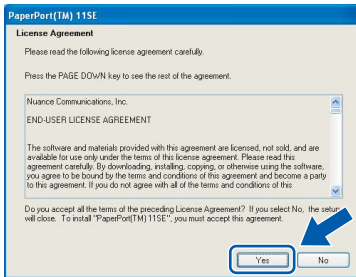 PaperPort(TM) 11SE
License Agreement
Please read the following license agreement carefully.
Press the PAGE DOWN key to see the rest of the agreement.
Nuance Communications, Inc.
END-USER LICENSE AGREEMENT
The software and materials provided with this agreement are licensed, not sold, and are
available for use only under the terms of this license agreement. Please read this
agreement carefully. By downloading, installing, copying, or otherwise using the software,
you agree to be bound by the terms and conditions of this agreement and become a party
to this agreement. If you do not agree with all of the terms and conditions of this
Do you accept all the terms of the preceding License Agreement? If you select No, the setup
will close. To install "PaperPort(TM) 11SE", you must accept this agreement.
Yes
No